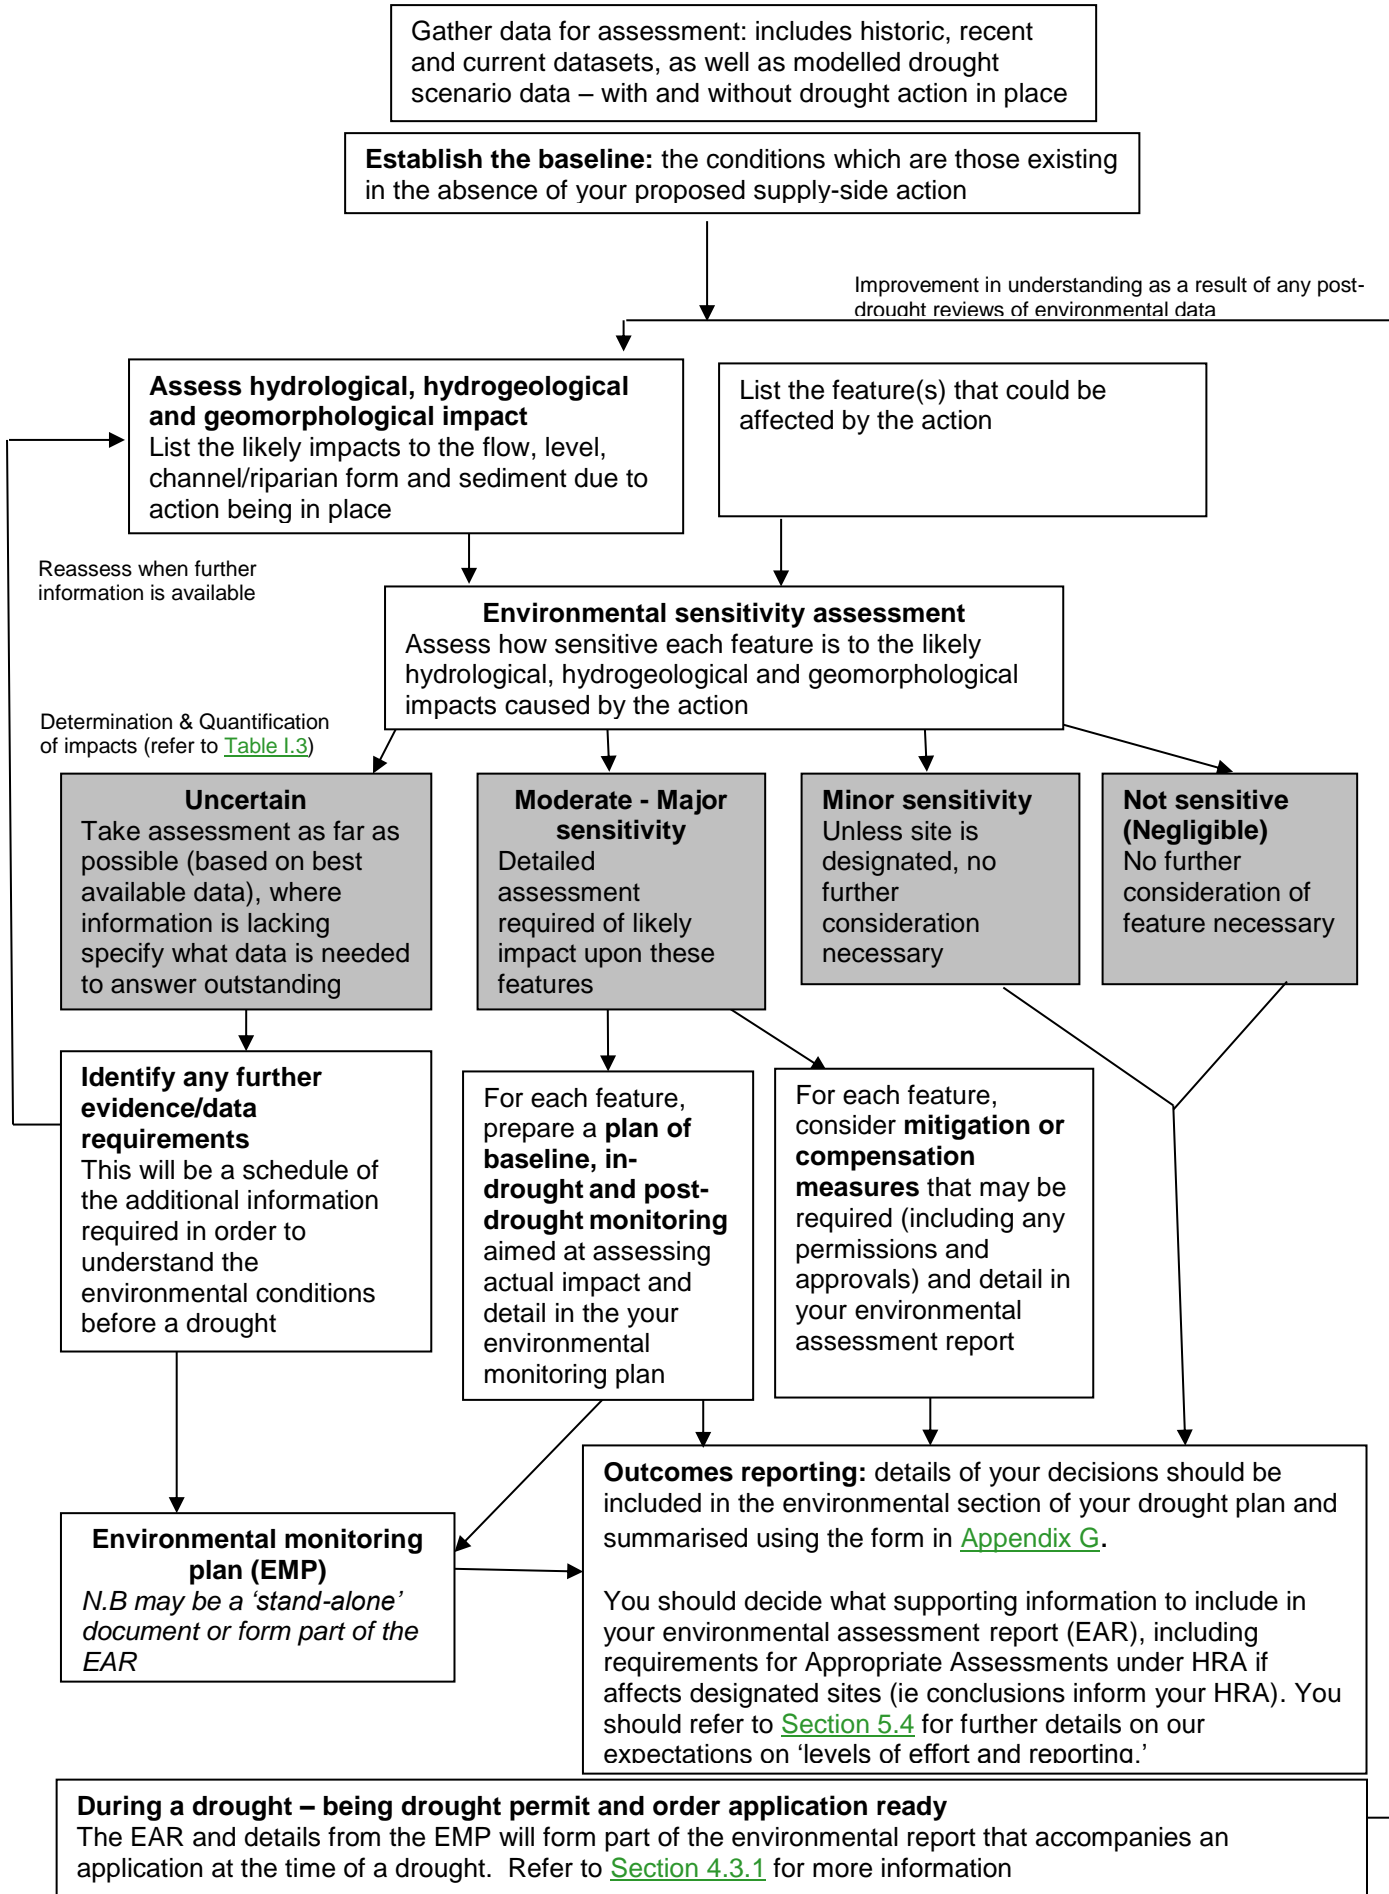 Gather data for assessment: includes historic, recent
and current datasets, as well as modelled drought
scenario data – with and without drought action in place
Establish the baseline: the conditions which are those existing
in the absence of your proposed supply-side action
Improvement in understanding as a result of any post-
drought reviews of environmental data
Assess hydrological, hydrogeological
and geomorphological impact
List the likely impacts to the flow, level,
channel/riparian form and sediment due to
action being in place
List the feature(s) that could be
affected by the action
Reassess when further
information is available
Environmental sensitivity assessment
Assess how sensitive each feature is to the likely
hydrological, hydrogeological and geomorphological
impacts caused by the action
Determination & Quantification
of impacts (refer to Table I.3)
Uncertain
Take assessment as far as
possible (based on best
available data), where
information is lacking
specify what data is needed
to answer outstanding
Moderate - Major
sensitivity
Detailed
assessment
required of likely
impact upon these
features
Minor sensitivity
Unless site is
designated, no
further
consideration
necessary
Not sensitive
(Negligible)
No further
consideration of
feature necessary
Identify any further
evidence/data
requirements
This will be a schedule of
the additional information
required in order to
understand the
environmental conditions
before a drought
For each feature,
prepare a plan of
baseline, in-
drought and post-
drought monitoring
aimed at assessing
actual impact and
detail in the your
environmental
monitoring plan
For each feature,
consider mitigation or
compensation
measures that may be
required (including any
permissions and
approvals) and detail in
your environmental
assessment report
Environmental monitoring
plan (EMP)
N.B may be a ‘stand-alone’
document or form part of the
EAR
Outcomes reporting: details of your decisions should be
included in the environmental section of your drought plan and
summarised using the form in Appendix G.
You should decide what supporting information to include in
your environmental assessment report (EAR), including
requirements for Appropriate Assessments under HRA if
affects designated sites (ie conclusions inform your HRA). You
should refer to Section 5.4 for further details on our
expectations on ‘levels of effort and reporting.’
During a drought – being drought permit and order application ready
The EAR and details from the EMP will form part of the environmental report that accompanies an
application at the time of a drought.  Refer to Section 4.3.1 for more information